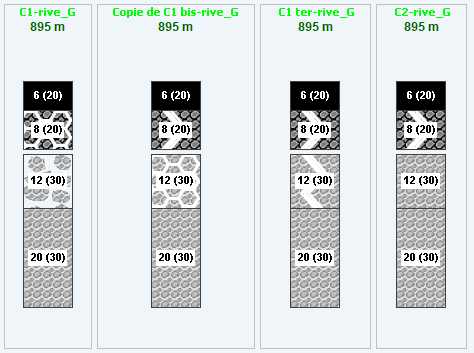 C1-rive_G
895 m
6 (20)
8 (20)
12 (30)
20 (30)
Copie de C1 bis-rive_G
895 m
6 (20)
8 (20)
12 (30)
20 (30)
C1 ter-rive_G
895 m
6 (20)
8 (20)
12 (30)
20 (30)
C2-rive_G
895 m
6 (20)
8 (20)
12 (30)
20 (30)